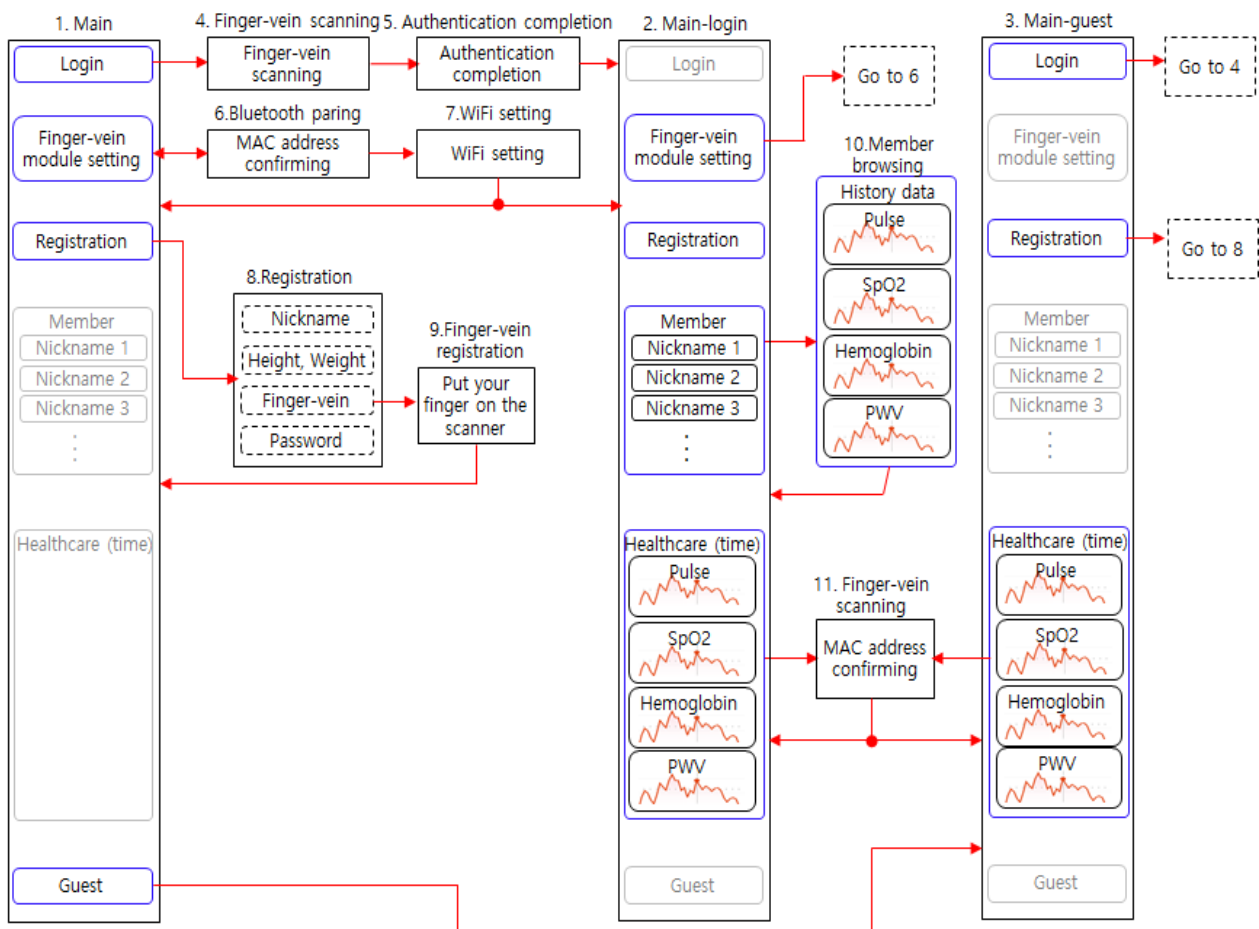 1. Main
Login
Finger-vein
module setting
Registration
Member
Nickname 1
Nickname 2
Nickname 3
Healthcare (time)
Guest
4. Finger-vein scanning
Finger-vein
scanning
5. Authentication completion
Authentication
completion
6.Bluetooth paring
MAC address
confirming
7.WiFi setting
WiFi setting
8.Registration
Nickname
Height, Weight
Finger-vein
Password
9.Finger-vein
registration
Put your
finger on the
scanner
2. Main-login
Login
Finger-vein
module setting
Registration
Member
Nickname 1
Nickname 2
Nickname 3
Healthcare (time)
Pulse
SpO2
Hemoglobin
PWV
Guest
Go to 6
10.Member
browsing
History data
Pulse
SpO2
Hemoglobin
PWV
11. Finger-vein
scanning
MAC address
confirming
3. Main-guest
Login
Finger-vein
module setting
Registration
Member
Nickname 1
Nickname 2
Nickname 3
Healthcare (time)
Pulse
SpO2
Hemoglobin
PWV
Guest
Go to 4
Go to 8